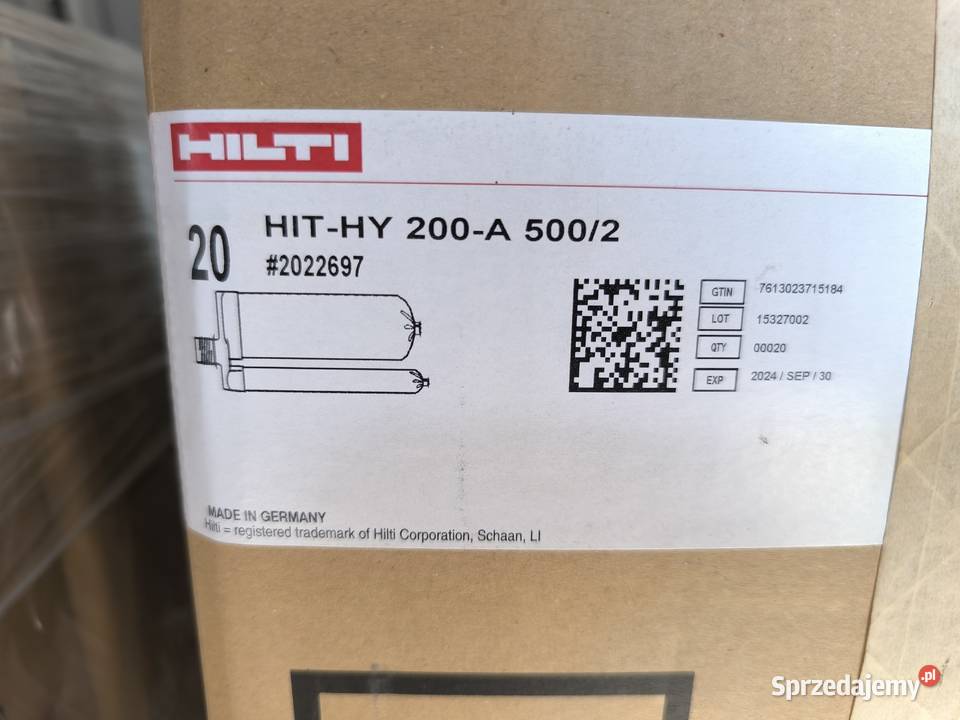 HILTI
20
HIT-HY 200-A 500/2
#2022697
GTIN 7613023715184
LOT 15327002
QTY 00020
EXP 2024 / SEP / 30
MADE IN GERMANY
Hilti = registered trademark of Hilti Corporation, Schaan, LI
Sprzedajemy.pl